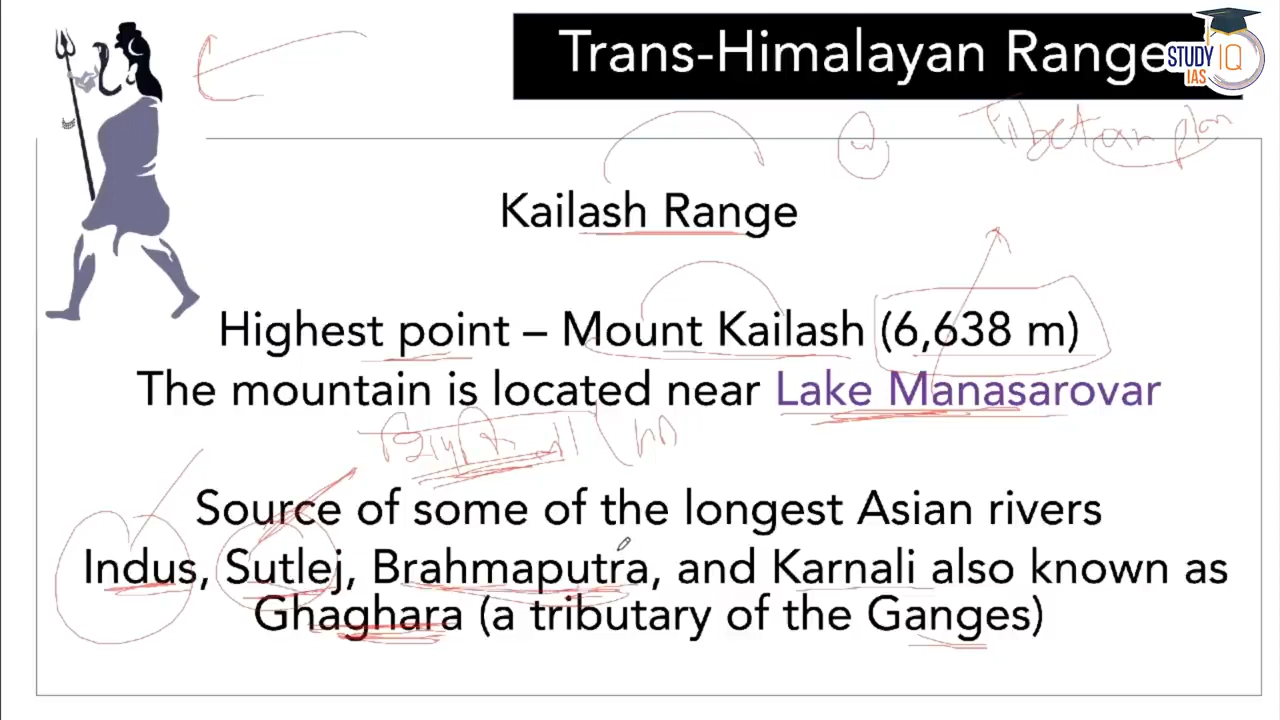 Trans-Himalayan Range
STUDY IQ
IAS
Tibetan plan
Kailash Range
Highest point – Mount Kailash (6,638 m)
The mountain is located near Lake Manasarovar
Source of some of the longest Asian rivers
Indus, Sutlej, Brahmaputra, and Karnali also known as
Ghaghara (a tributary of the Ganges)